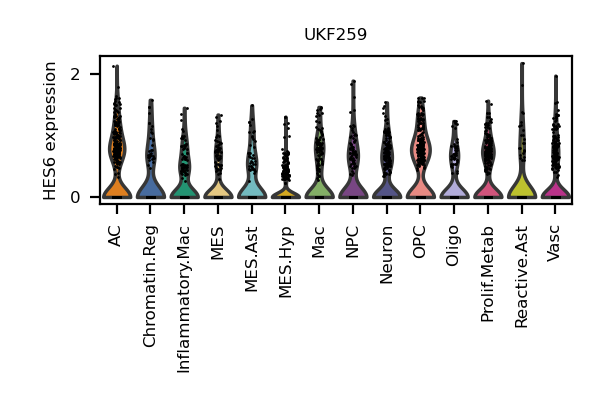 UKF259
HES6 expression
2
0
AC
Chromatin.Reg
Inflammatory.Mac
MES
MES.Ast
MES.Hyp
Mac
NPC
Neuron
OPC
Oligo
Prolif.Metab
Reactive.Ast
Vasc